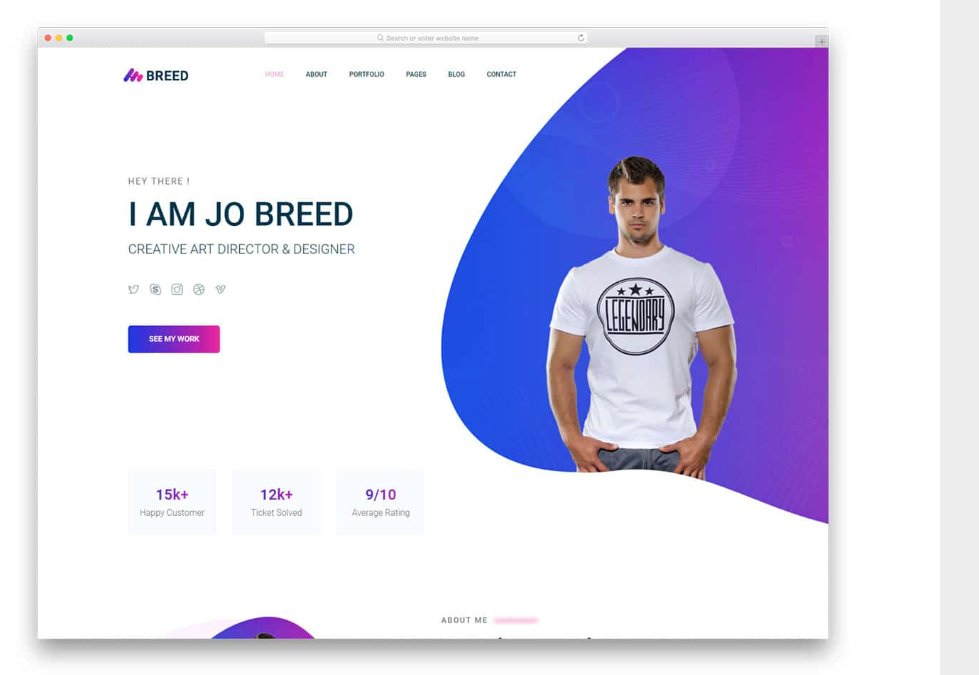 Search or enter website name
BREED
HOME ABOUT PORTFOLIO PAGES BLOG CONTACT
HEY THERE !
I AM JO BREED
CREATIVE ART DIRECTOR & DESIGNER
SEE MY WORK
LEGENDARY
15k+ 12k+ 9/10
Happy Customer Ticket Solved Average Rating
ABOUT ME